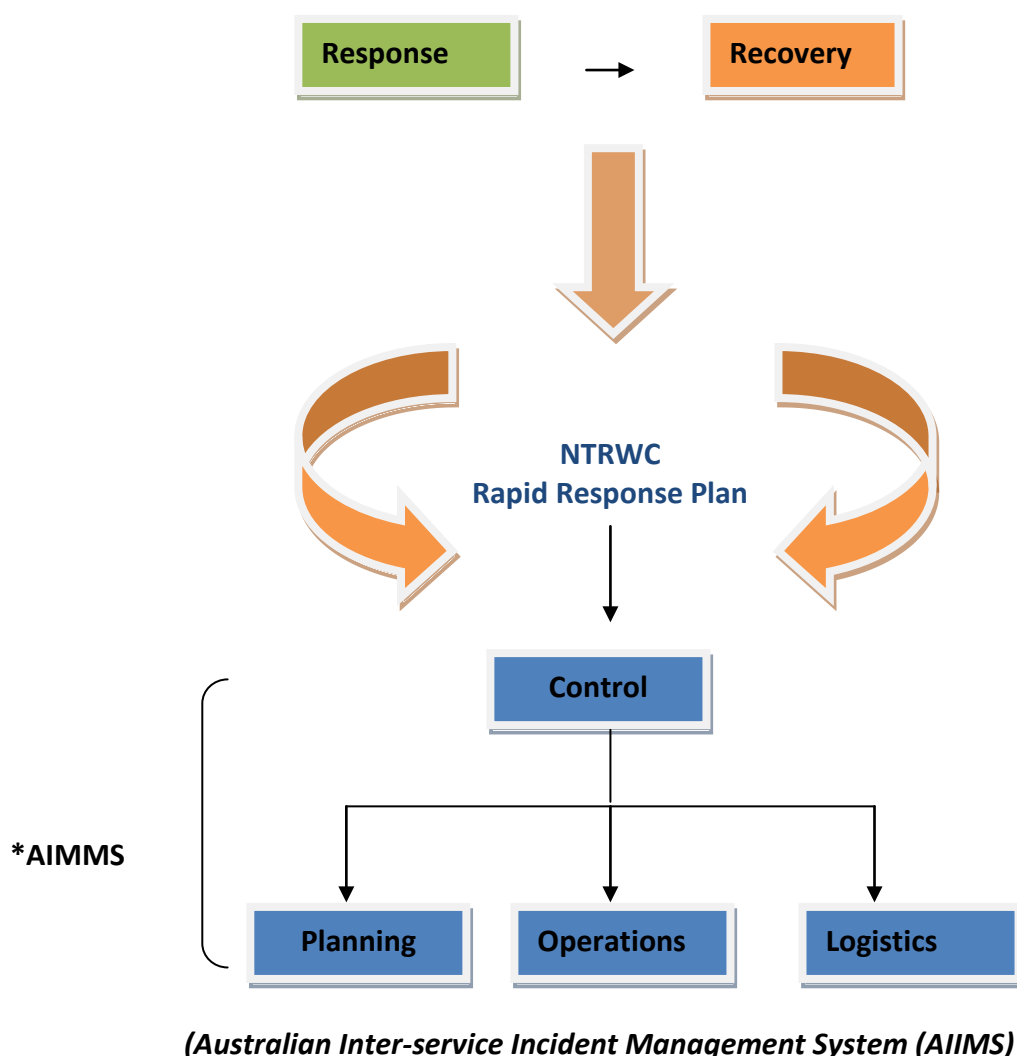 Response
Recovery
NTRWC
Rapid Response Plan
Control
*AIMMS
Planning
Operations
Logistics
(Australian Inter-service Incident Management System (AIIMS)